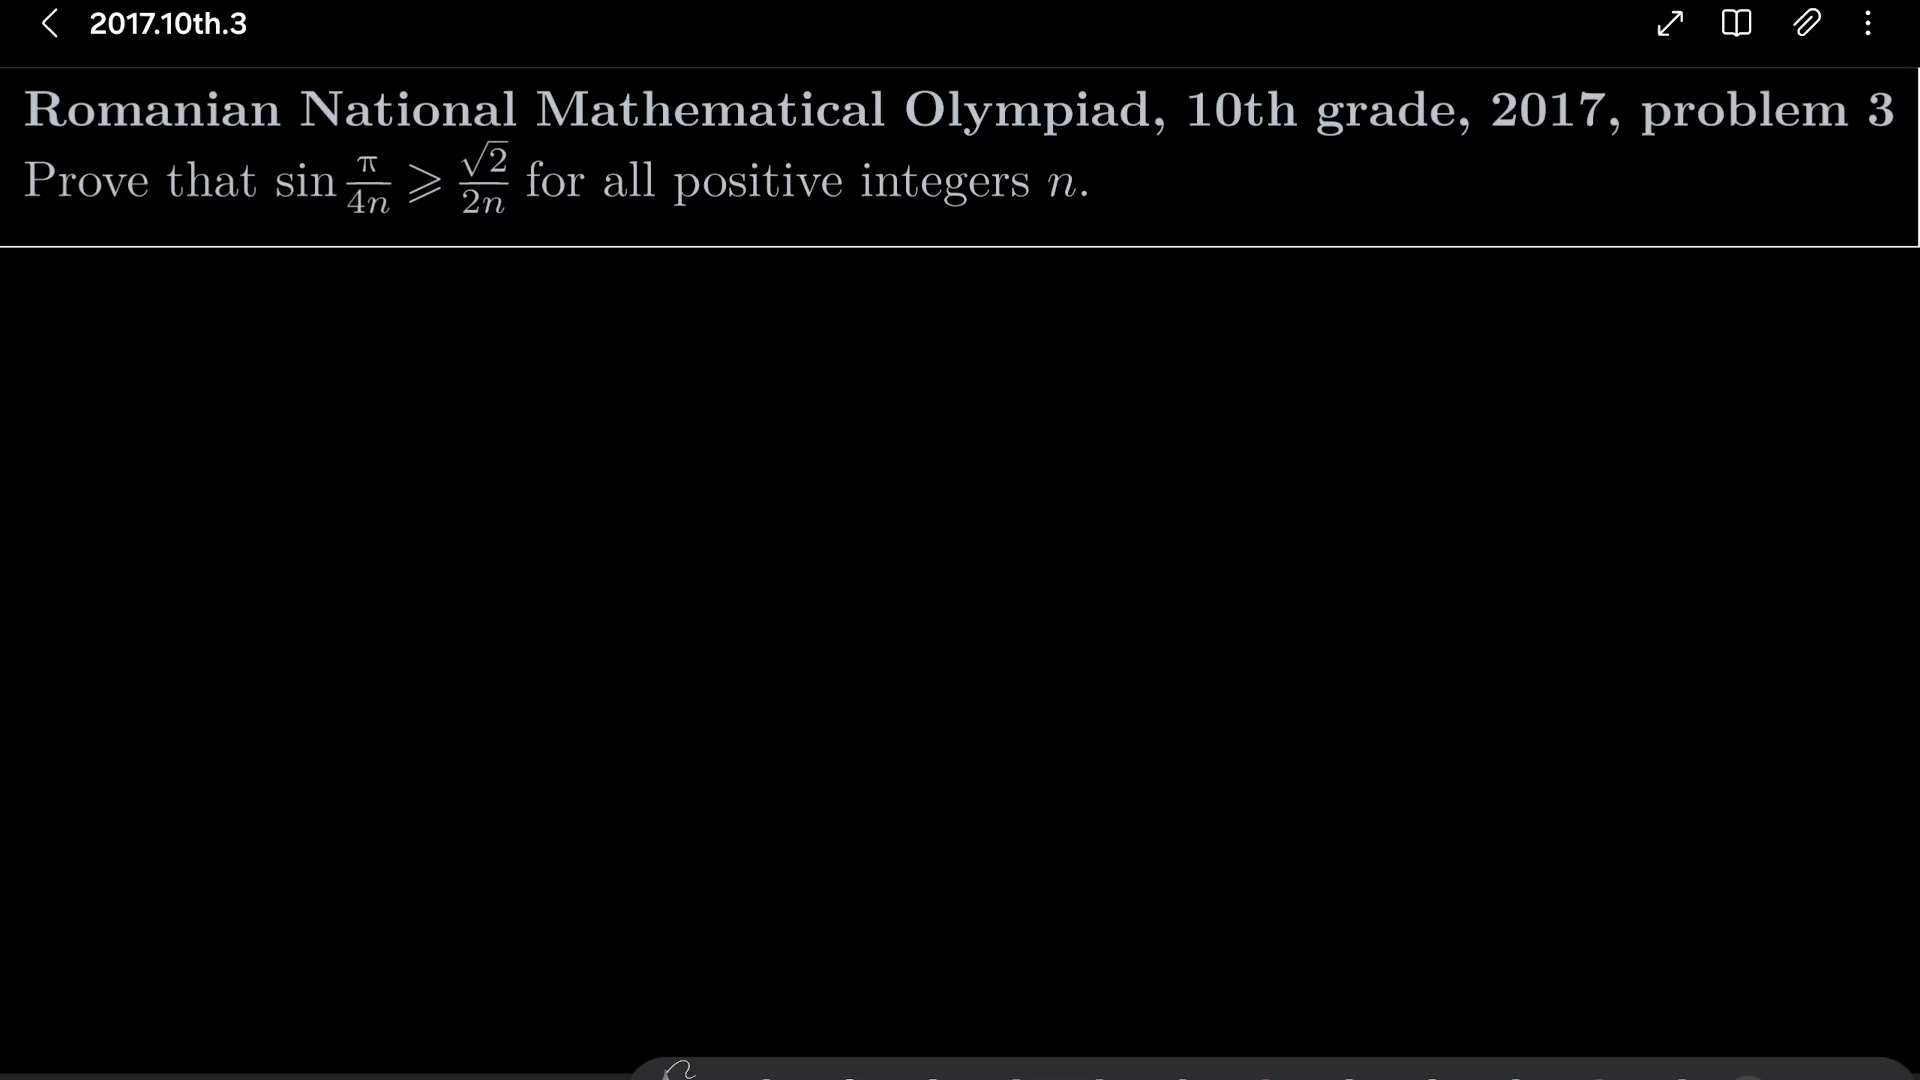 2017.10th.3
Romanian National Mathematical Olympiad, 10th grade, 2017, problem 3
Prove that sin π/4n ⩾ √2/2n for all positive integers n.